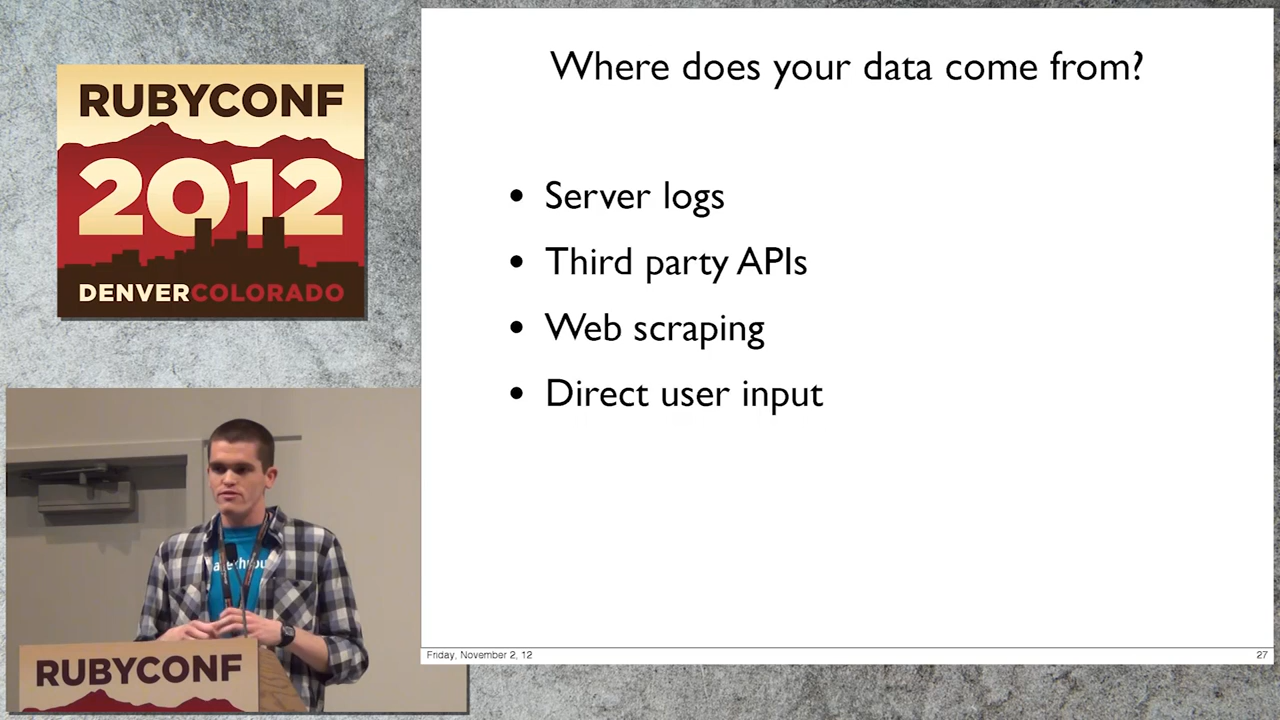 RUBYCONF
2012
DENVERCOLORADO
Where does your data come from?
• Server logs
• Third party APIs
• Web scraping
• Direct user input
Friday, November 2, 12
27
RUBYCONF